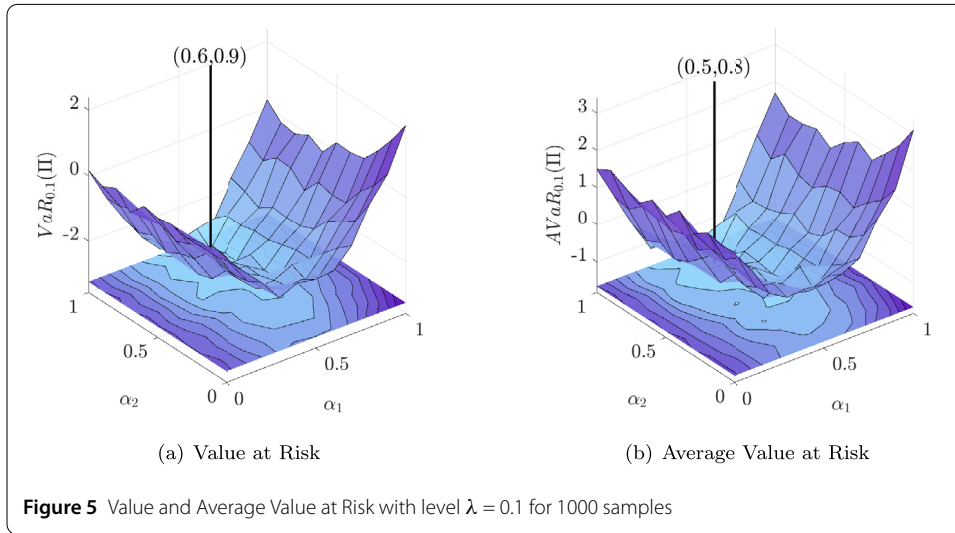 (0.6,0.9)
2
0
-2
VaR0.1(Π)
1
0.5
0
α2
0
0.5
1
α1
(a) Value at Risk
(0.5,0.8)
3
2
1
0
-1
AVaR0.1(Π)
1
0.5
0
α2
0
0.5
1
α1
(b) Average Value at Risk
Figure 5 Value and Average Value at Risk with level λ = 0.1 for 1000 samples